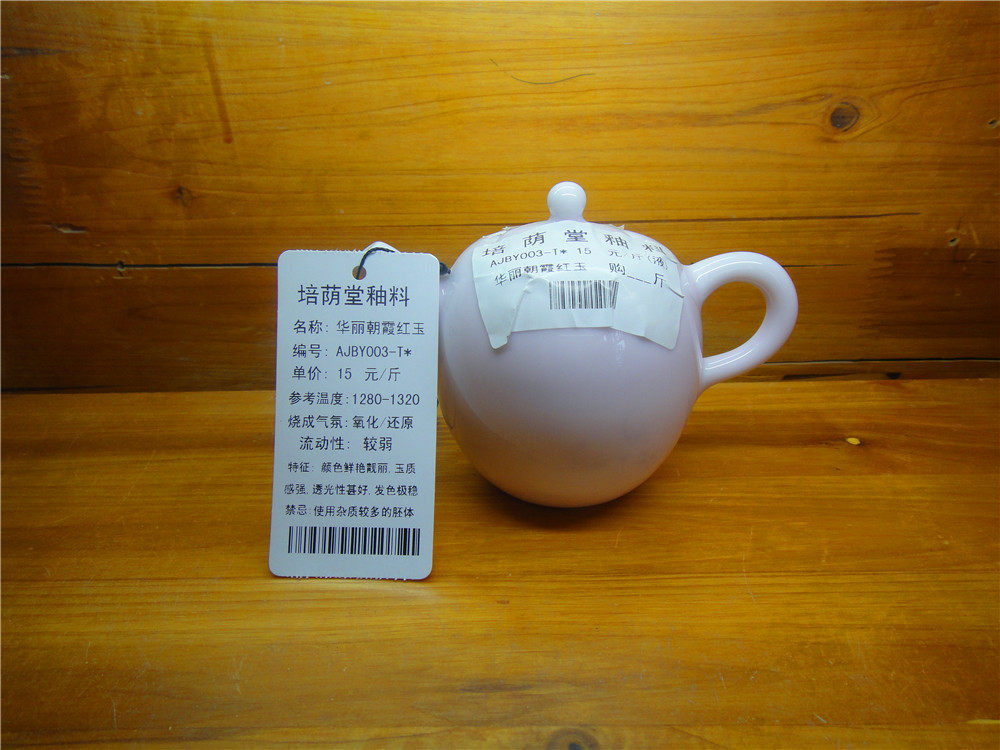 培荫堂釉料
名称: 华丽朝霞红玉
编号: AJBY003-T*
单价: 15 元/斤
参考温度:1280-1320
烧成气氛:氧化/还原
流动性: 较弱
特征: 颜色鲜艳靓丽,玉质
感强,透光性甚好,发色极稳
禁忌:使用杂质较多的胚体
培荫堂釉料
AJBY003-T* 15 元/斤(液)
华丽朝霞红玉 购___斤